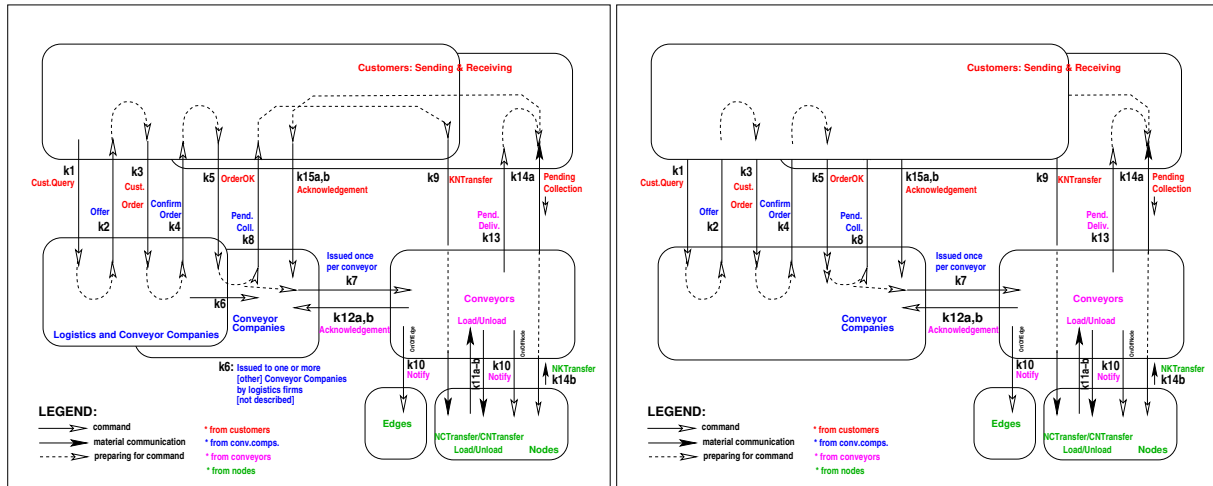 Customers: Sending & Receiving
k1
Cust.Query
k3
Cust.
Order
k5
OrderOK
k15a,b
Acknowledgement
k9
KNTransfer
k14a
Pending
Collection
Offer
k2
Confirm
Order
k4
Pend.
Coll.
k8
Pend.
Deliv.
k13
Issued once
per conveyor
k7
k6
Conveyor
Companies
Logistics and Conveyor Companies
k12a,b
Acknowledgement
Conveyors
Load/Unload
On/OffEdge
On/OffNode
k10
Notify
k11a-b
k10
Notify
NKTransfer
k14b
k6: Issued to one or more
[other] Conveyor Companies
by logistics firms
[not described]
Edges
NCTransfer/CNTransfer
Load/Unload
Nodes
LEGEND:
command
material communication
preparing for command
* from customers
* from conv.comps.
* from conveyors
* from nodes
Customers: Sending & Receiving
k1
Cust.Query
k3
Cust.
Order
k5
OrderOK
k15a,b
Acknowledgement
k9
KNTransfer
k14a
Pending
Collection
Offer
k2
Confirm
Order
k4
Pend.
Coll.
k8
Pend.
Deliv.
k13
Issued once
per conveyor
k7
Conveyor
Companies
k12a,b
Acknowledgement
Conveyors
Load/Unload
On/OffEdge
On/OffNode
k10
Notify
k11a-b
k10
Notify
NKTransfer
k14b
Edges
NCTransfer/CNTransfer
Load/Unload
Nodes
LEGEND:
command
material communication
preparing for command
* from customers
* from conv.comps.
* from conveyors
* from nodes